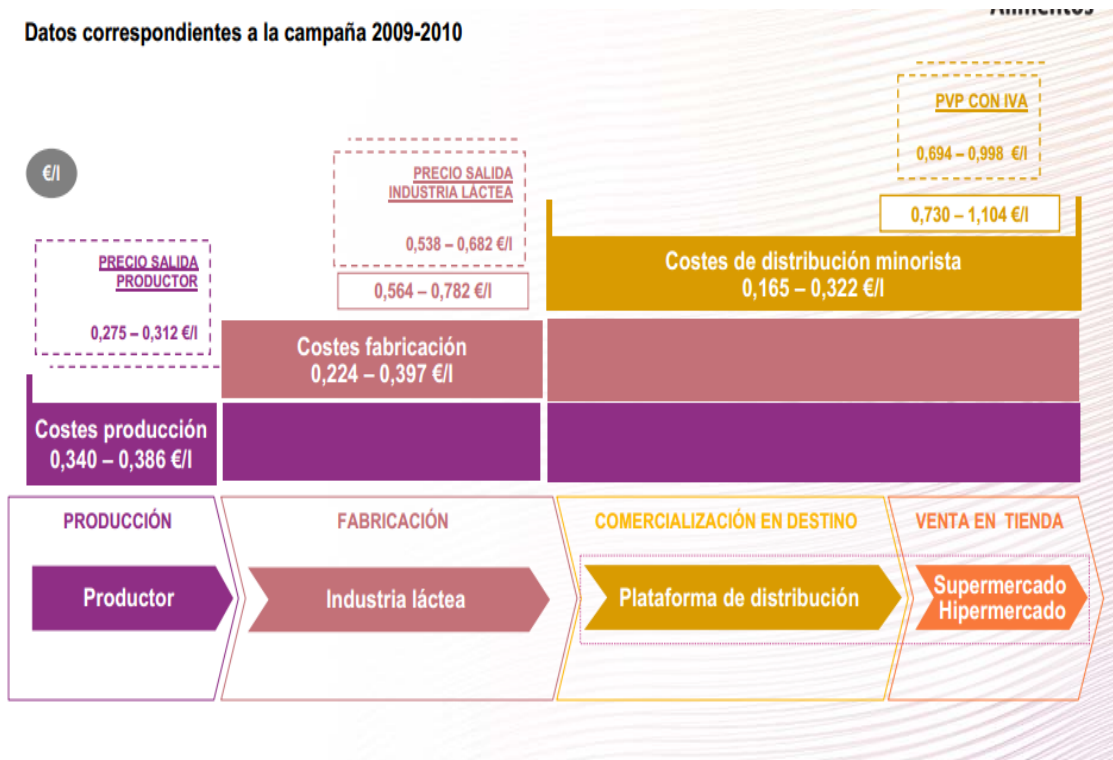 Datos correspondientes a la campaña 2009-2010
PVP CON IVA
0,694 – 0,998 €/l
0,730 – 1,104 €/l
€/l
PRECIO SALIDA
INDUSTRIA LÁCTEA
0,538 – 0,682 €/l
0,564 – 0,782 €/l
PRECIO SALIDA
PRODUCTOR
0,275 – 0,312 €/l
Costes de distribución minorista
0,165 – 0,322 €/l
Costes fabricación
0,224 – 0,397 €/l
Costes producción
0,340 – 0,386 €/l
PRODUCCIÓN
FABRICACIÓN
COMERCIALIZACIÓN EN DESTINO
VENTA EN TIENDA
Productor
Industria láctea
Plataforma de distribución
Supermercado
Hipermercado